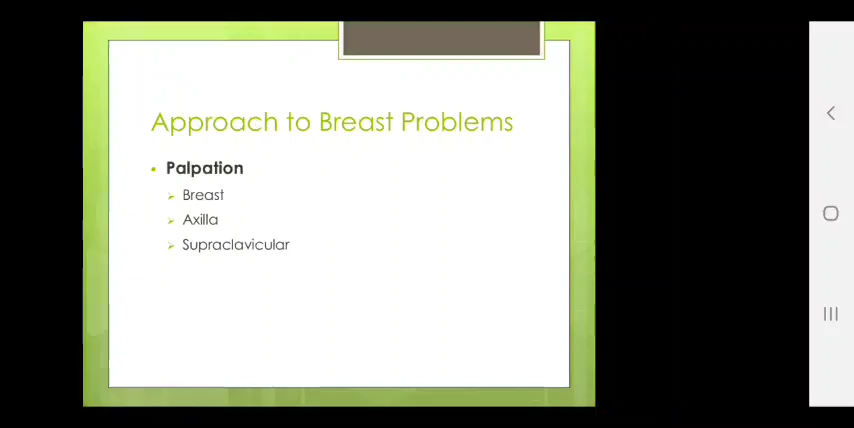 Approach to Breast Problems
Palpation
Breast
Axilla
Supraclavicular